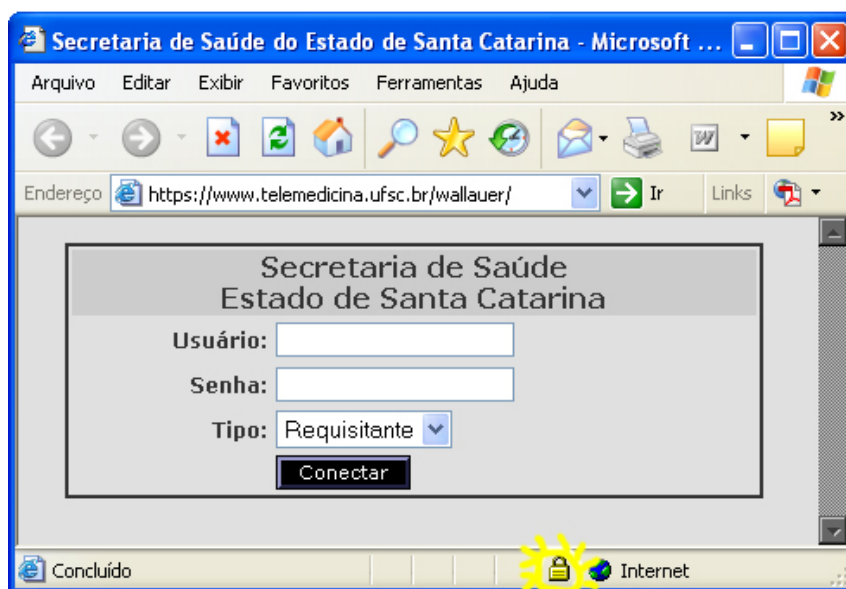 Secretaria de Saúde do Estado de Santa Catarina - Microsoft ...
Arquivo Editar Exibir Favoritos Ferramentas Ajuda
W
»
Endereço https://www.telemedicina.ufsc.br/wallauer/ Ir Links
Secretaria de Saúde
Estado de Santa Catarina
Usuário:
Senha:
Tipo: Requisitante
Conectar
Concluído Internet